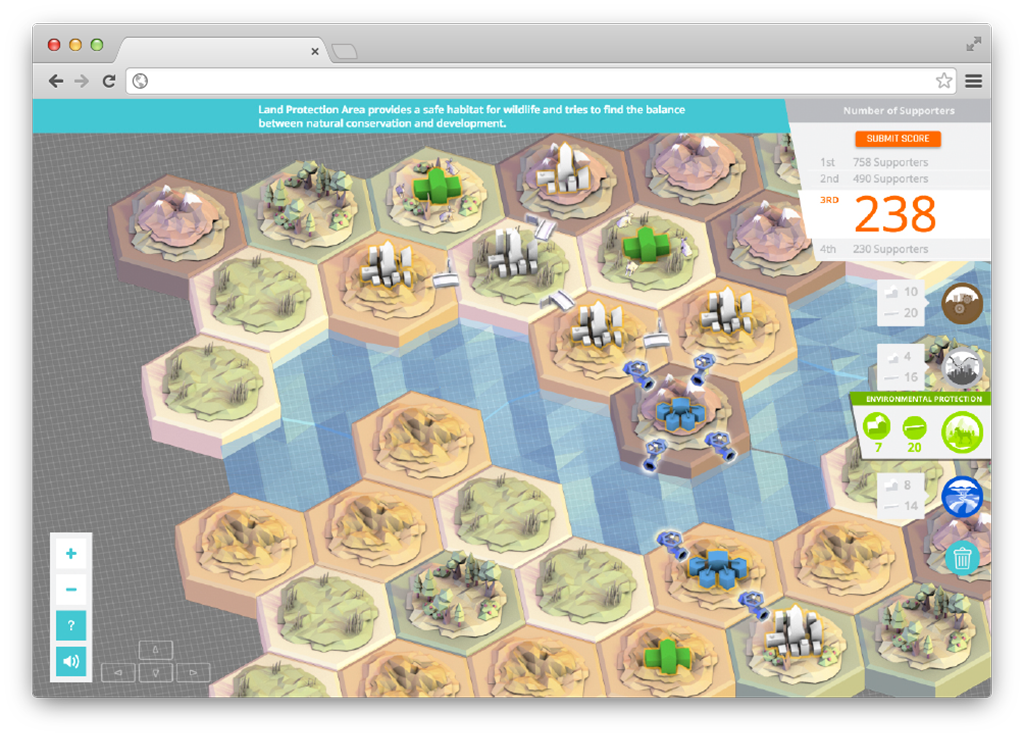 Land Protection Area provides a safe habitat for wildlife and tries to find the balance
between natural conservation and development.
Number of Supporters
SUBMIT SCORE
1st 758 Supporters
2nd 490 Supporters
3RD 238
4th 230 Supporters
10
20
4
16
ENVIRONMENTAL PROTECTION
7 20
8
14
+
−
?